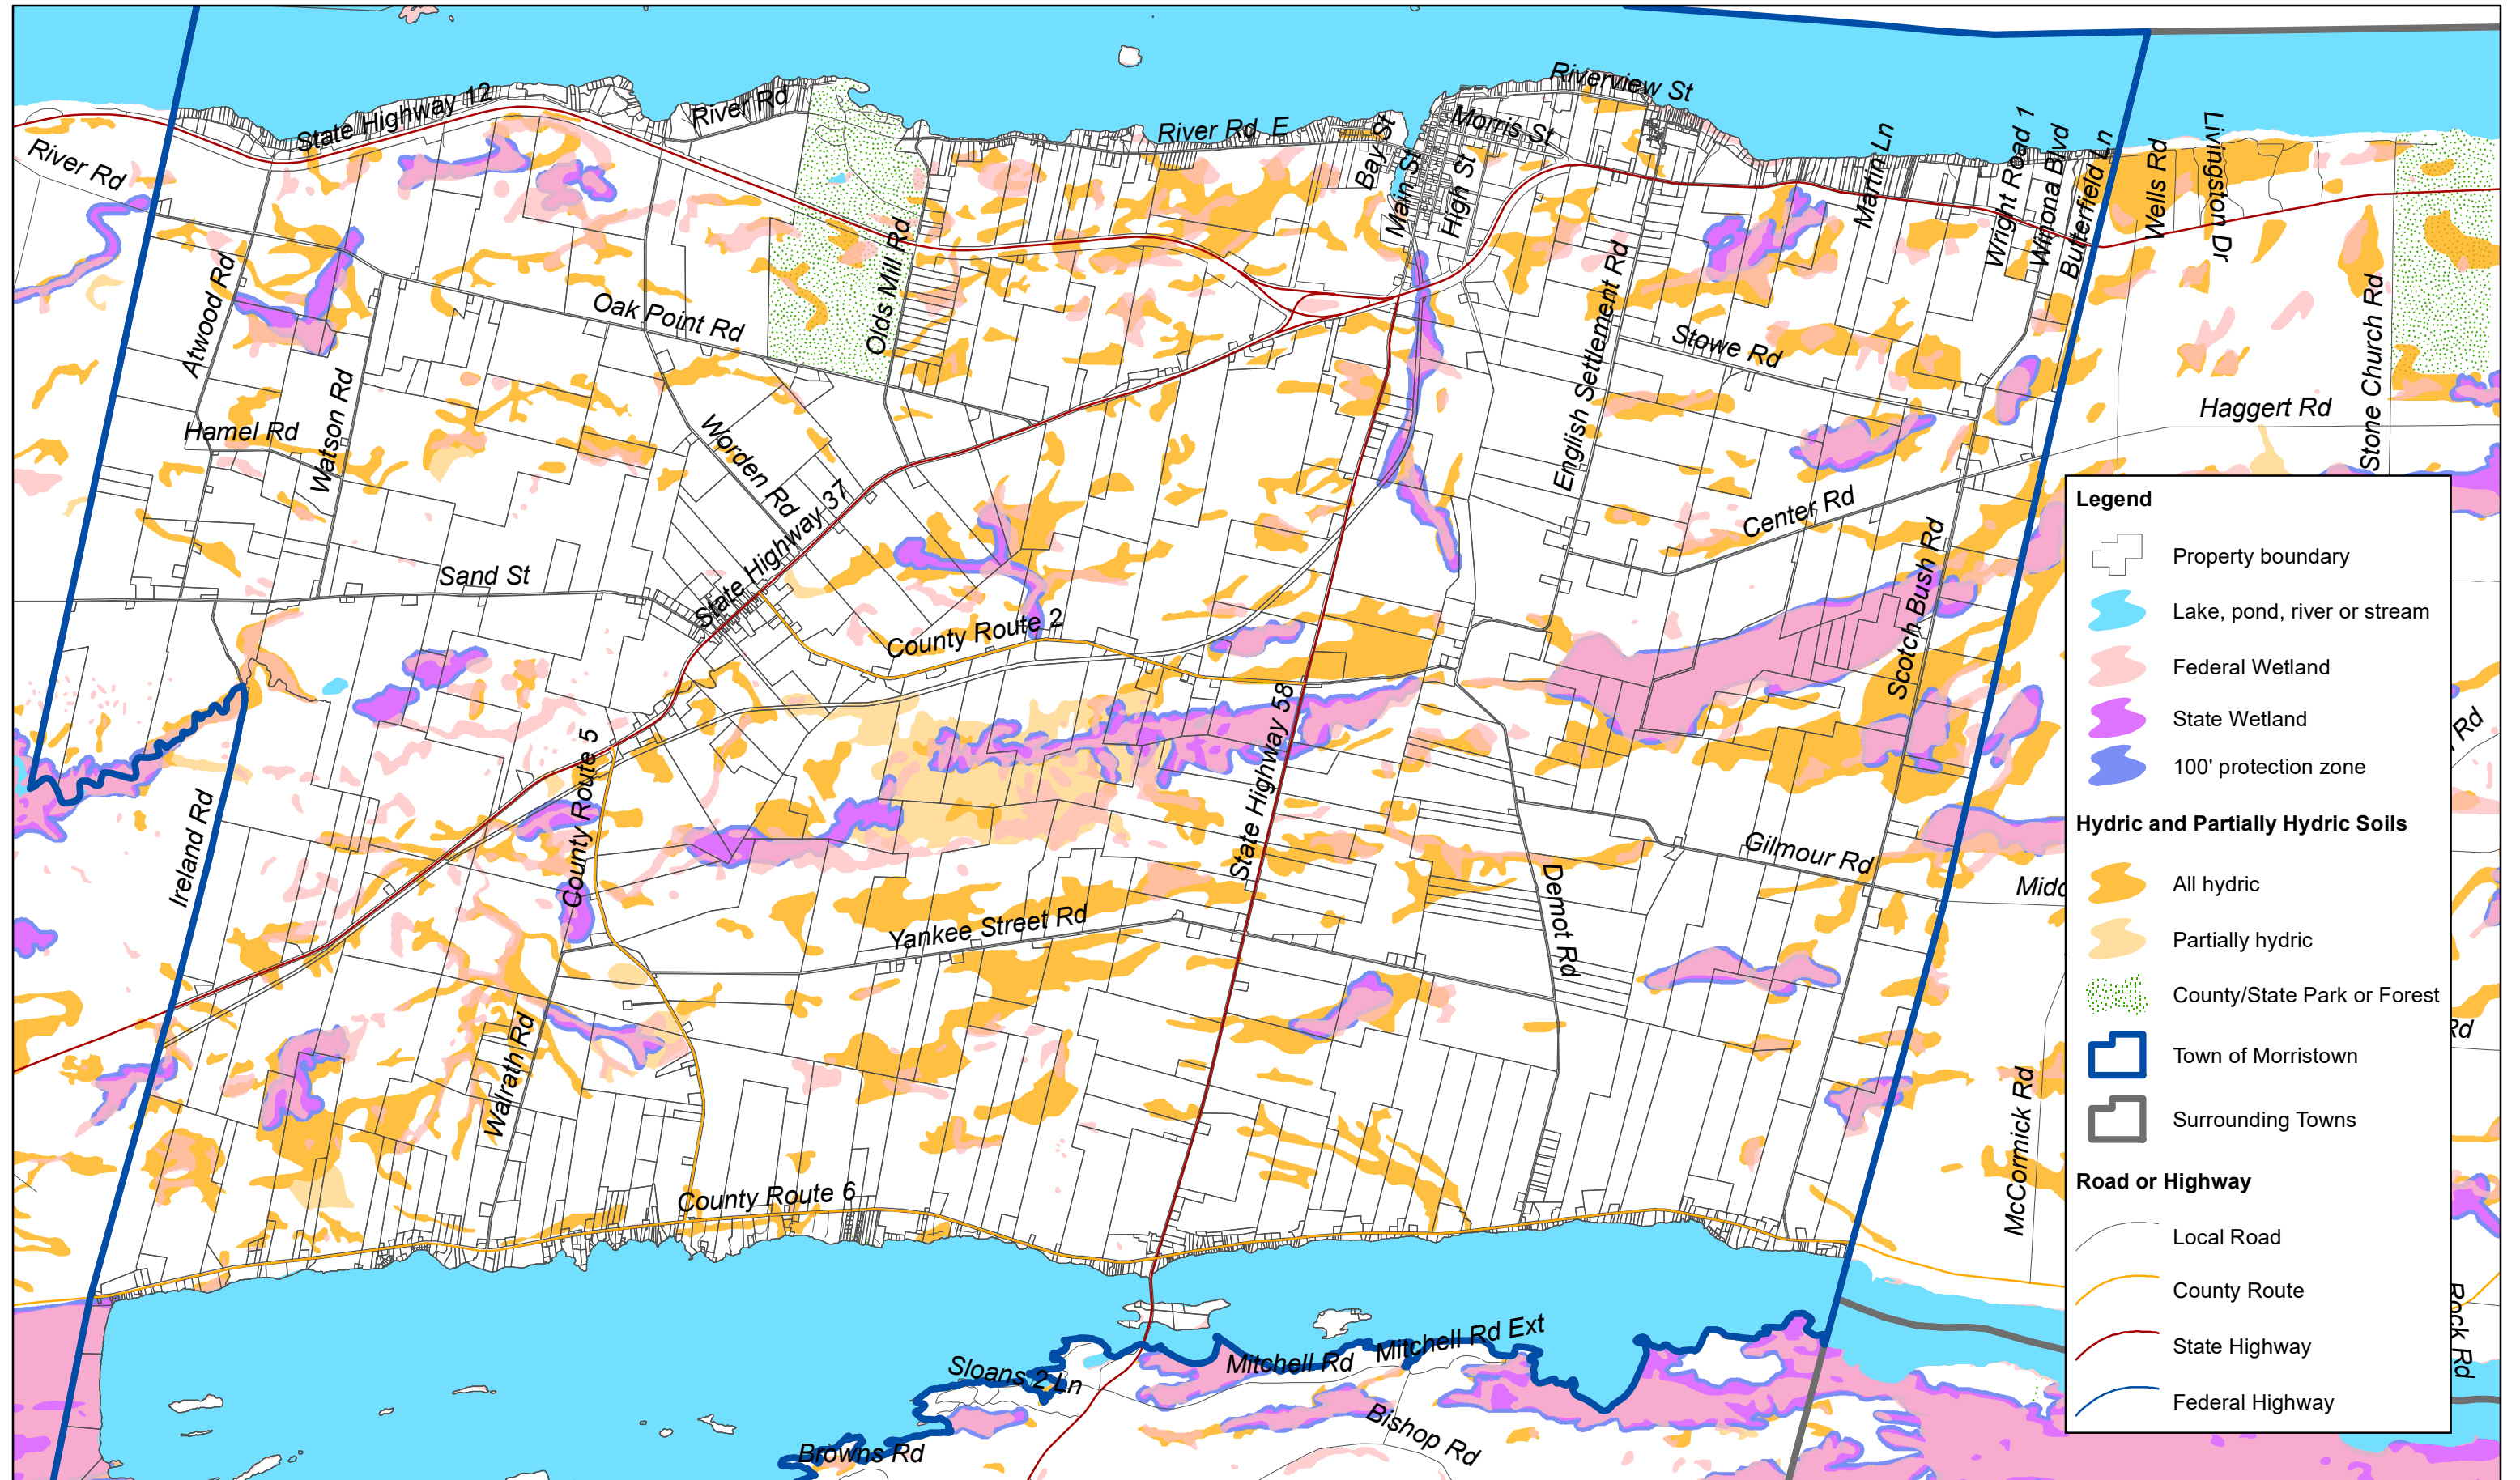 Riverview St
State Highway 12
River Rd
River Rd E
Morris St
Bay St
Main St
High St
Martin Ln
Wright Road 1
Winona Blvd
Butterfield Ln
Wells Rd
Livingston Dr
River Rd
Atwood Rd
Oak Point Rd
Olds Mill Rd
English Settlement Rd
Stowe Rd
Stone Church Rd
Haggert Rd
Hamel Rd
Watson Rd
Worden Rd
State Highway 37
Center Rd
Sand St
County Route 2
Scotch Bush Rd
State Highway 58
County Route 5
Ireland Rd
Gilmour Rd
Midd
Demot Rd
Yankee Street Rd
Walrath Rd
McCormick Rd
County Route 6
Rd
Rd
Rock Rd
Mitchell Rd Ext
Mitchell Rd
Sloans 2 Ln
Bishop Rd
Browns Rd
Legend
Property boundary
Lake, pond, river or stream
Federal Wetland
State Wetland
100' protection zone
Hydric and Partially Hydric Soils
All hydric
Partially hydric
County/State Park or Forest
Town of Morristown
Surrounding Towns
Road or Highway
Local Road
County Route
State Highway
Federal Highway